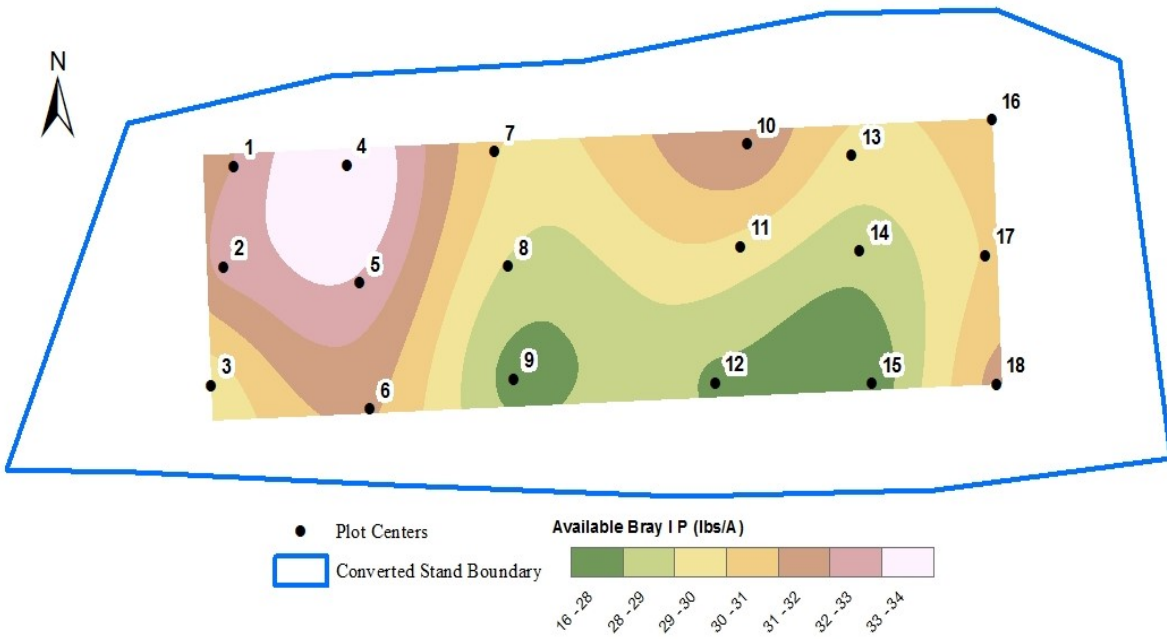 N
16
7
10
13
1
4
11
14
17
2
8
5
3
9
12
15
18
6
Plot Centers
Available Bray I P (lbs/A)
Converted Stand Boundary
16 - 28
28 - 29
29 - 30
30 - 31
31 - 32
32 - 33
33 - 34